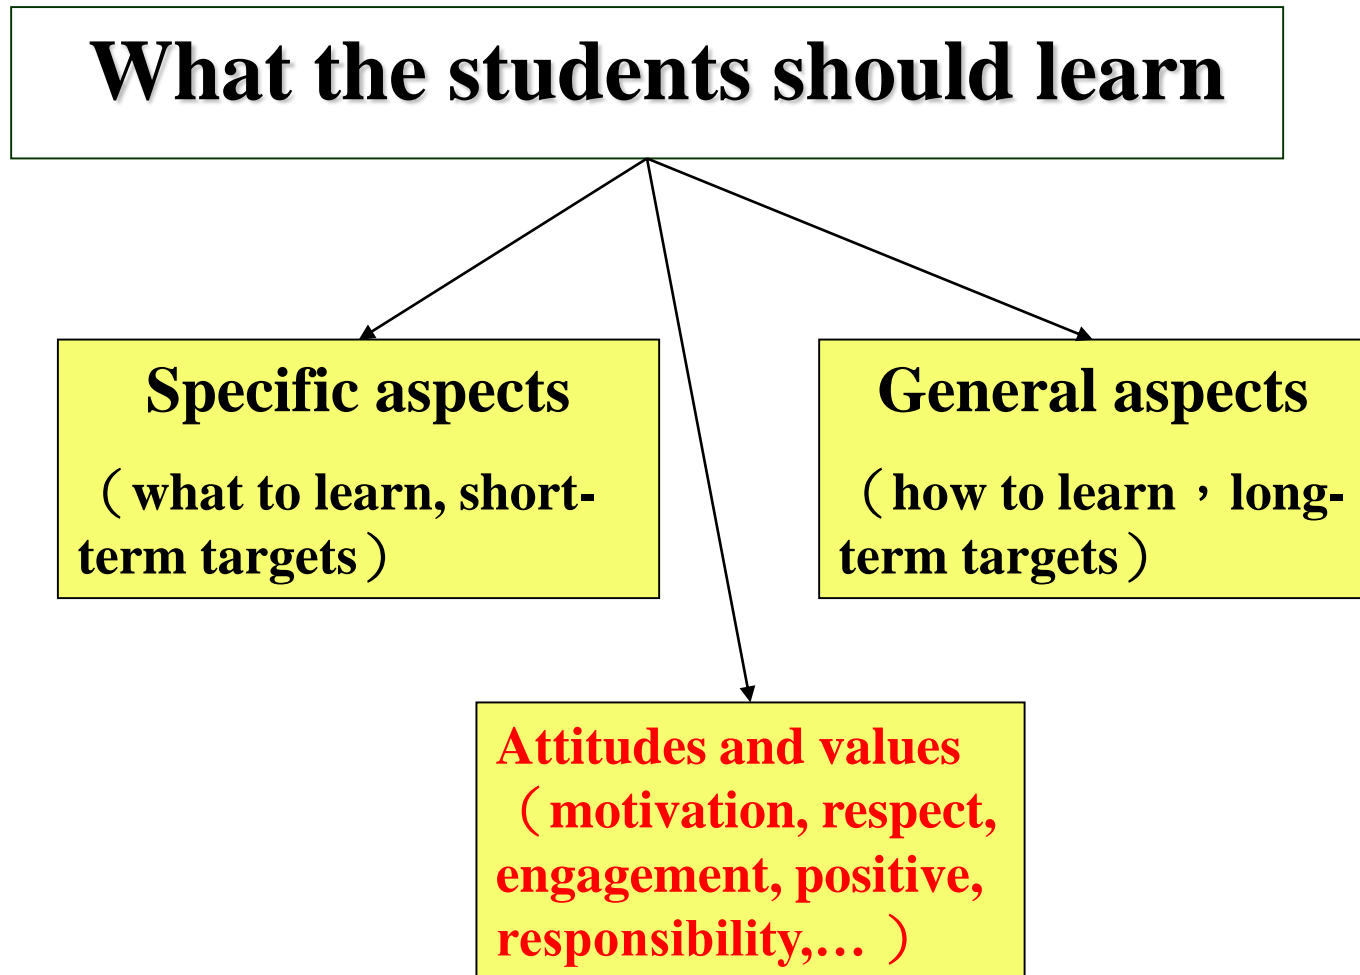 What the students should learn
Specific aspects
（what to learn, short-
term targets）
General aspects
（how to learn，long-
term targets）
Attitudes and values
（motivation, respect,
engagement, positive,
responsibility,… ）